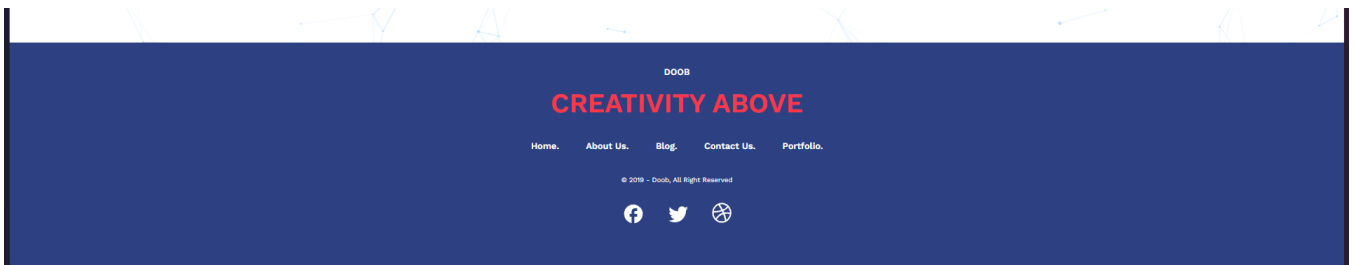 DOOB
CREATIVITY ABOVE
Home. About Us. Blog. Contact Us. Portfolio.
© 2019 - Doob, All Right Reserved